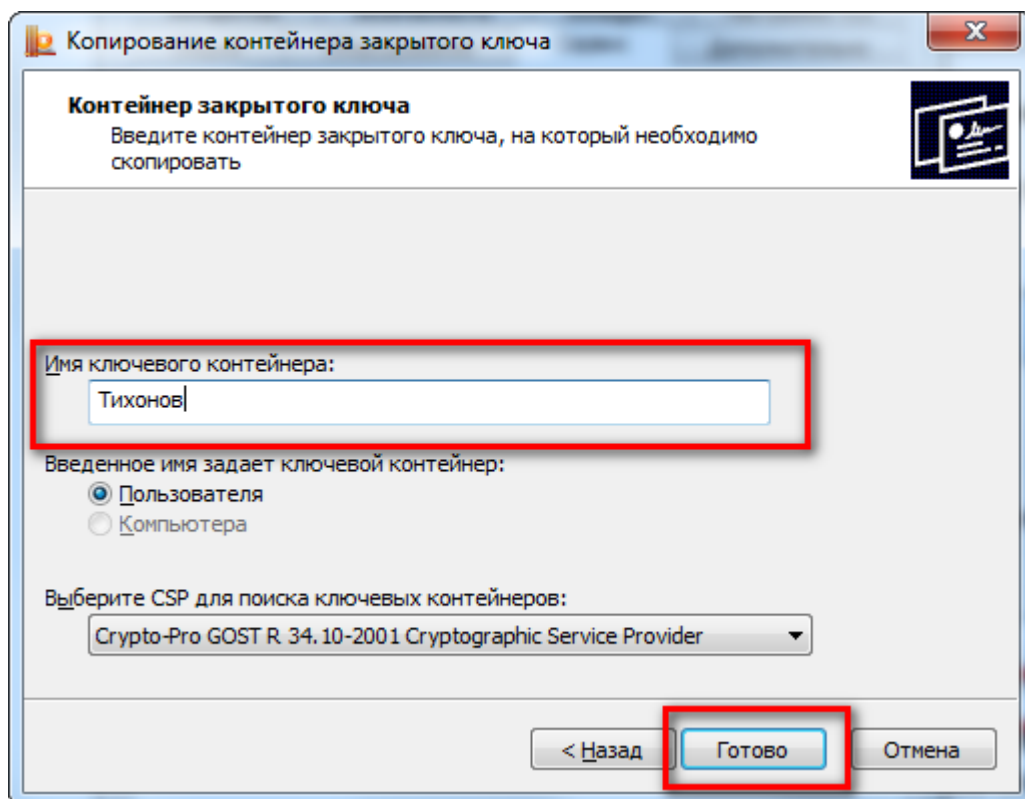 Копирование контейнера закрытого ключа
Контейнер закрытого ключа
Введите контейнер закрытого ключа, на который необходимо
скопировать
Имя ключевого контейнера:
Тихонов
Введенное имя задает ключевой контейнер:
Пользователя
Компьютера
Выберите CSP для поиска ключевых контейнеров:
Crypto-Pro GOST R 34.10-2001 Cryptographic Service Provider
< Назад Готово Отмена